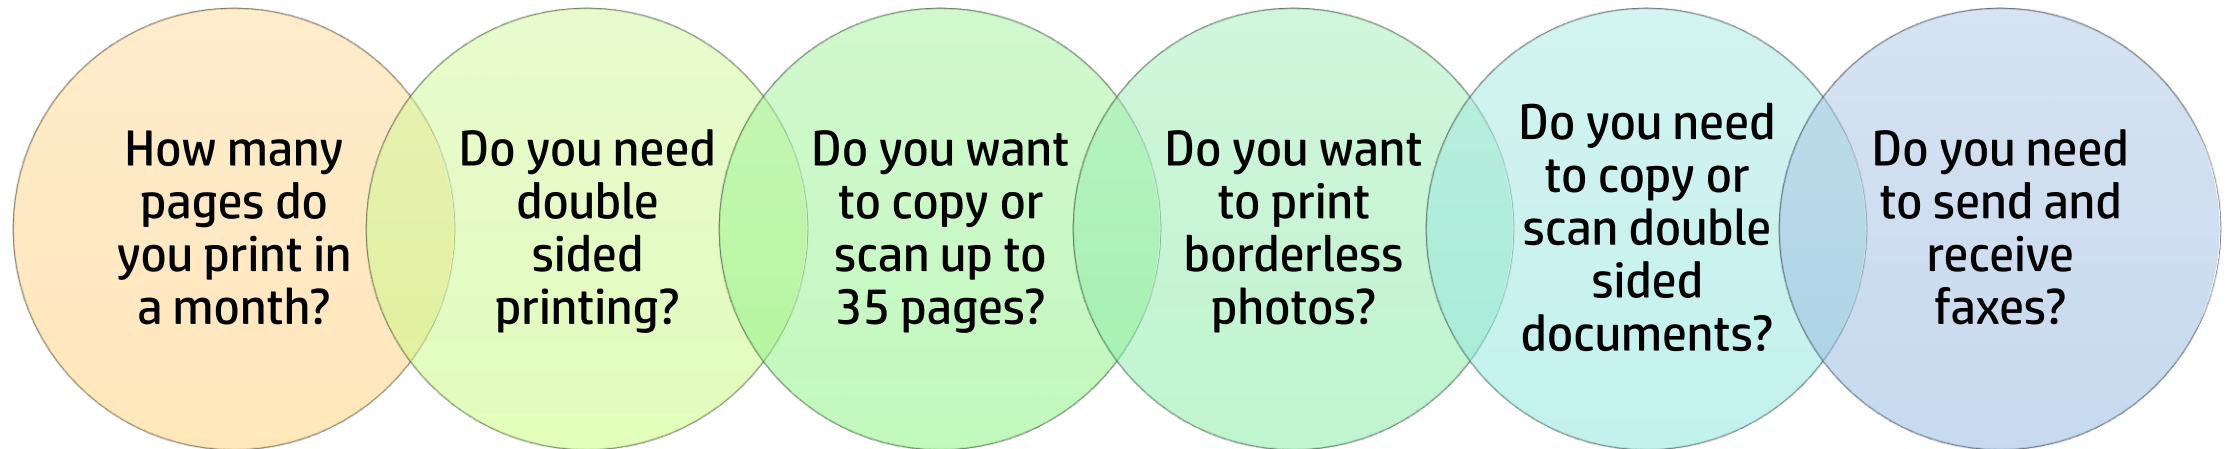 How many
pages do
you print in
a month?
Do you need
double
sided
printing?
Do you want
to copy or
scan up to
35 pages?
Do you want
to print
borderless
photos?
Do you need
to copy or
scan double
sided
documents?
Do you need
to send and
receive
faxes?